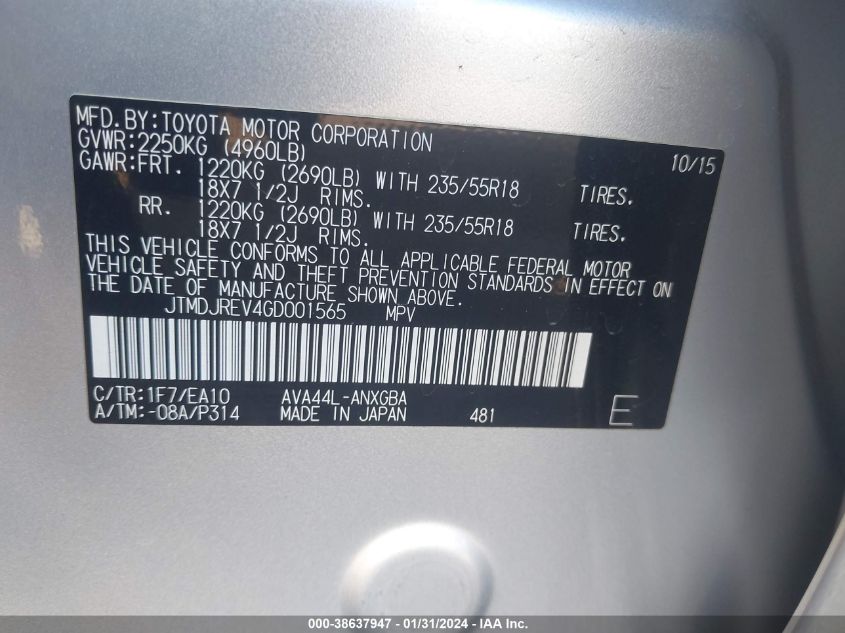 MFD.BY:TOYOTA MOTOR CORPORATION 10/15
GVWR:2250KG (4960LB)
GAWR:FRT. 1220KG (2690LB) WITH 235/55R18 TIRES.
18X7 1/2J RIMS.
RR. 1220KG (2690LB) WITH 235/55R18 TIRES.
18X7 1/2J RIMS.
THIS VEHICLE CONFORMS TO ALL APPLICABLE FEDERAL MOTOR
VEHICLE SAFETY AND THEFT PREVENTION STANDARDS IN EFFECT ON
THE DATE OF MANUFACTURE SHOWN ABOVE.
JTMDJREV4GD001565 MPV
C/TR:1F7/EA10 AVA44L-ANXGBA
A/TM:-08A/P314 MADE IN JAPAN 481 E
000-38637947 - 01/31/2024 - IAA Inc.